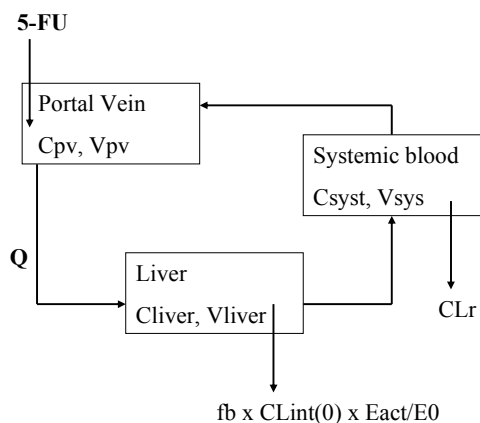 5-FU
Portal Vein
Cpv, Vpv
Systemic blood
Csyst, Vsys
Q
Liver
Cliver, Vliver
CLr
fb x CLint(0) x Eact/E0